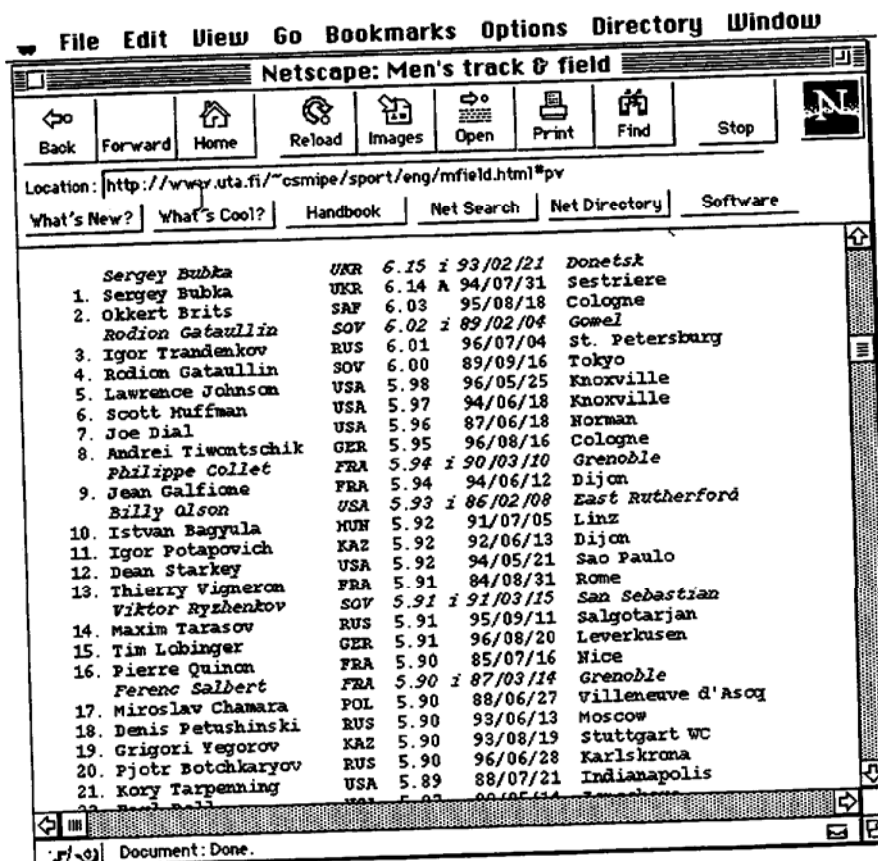 File Edit View Go Bookmarks Options Directory Window
Netscape: Men's track & field
Back Forward Home Reload Images Open Print Find Stop
N
Location: http://www.uta.fi/~csmipe/sport/eng/mfield.html#pv
What's New? What's Cool? Handbook Net Search Net Directory Software
Sergey Bubka UKR 6.15 i 93/02/21 Donetsk
1. Sergey Bubka UKR 6.14 A 94/07/31 Sestriere
2. Okkert Brits SAF 6.03 95/08/18 Cologne
Rodion Gataullin SOV 6.02 i 89/02/04 Gomel
3. Igor Trandenkov RUS 6.01 96/07/04 St. Petersburg
4. Rodion Gataullin SOV 6.00 89/09/16 Tokyo
5. Lawrence Johnson USA 5.98 96/05/25 Knoxville
6. Scott Huffman USA 5.97 94/06/18 Knoxville
7. Joe Dial USA 5.96 87/06/18 Norman
8. Andrei Tiwontschik GER 5.95 96/08/16 Cologne
Philippe Collet FRA 5.94 i 90/03/10 Grenoble
9. Jean Galfione FRA 5.94 94/06/12 Dijon
Billy Olson USA 5.93 i 86/02/08 East Rutherford
10. Istvan Bagyula HUN 5.92 91/07/05 Linz
11. Igor Potapovich KAZ 5.92 92/06/13 Dijon
12. Dean Starkey USA 5.92 94/05/21 Sao Paulo
13. Thierry Vigneron FRA 5.91 84/08/31 Rome
Viktor Ryzhenkov SOV 5.91 i 91/03/15 San Sebastian
14. Maxim Tarasov RUS 5.91 95/09/11 Salgotarjan
15. Tim Lobinger GER 5.91 96/08/20 Leverkusen
16. Pierre Quinon FRA 5.90 85/07/16 Nice
Ferenc Salbert FRA 5.90 i 87/03/14 Grenoble
17. Miroslav Chamara POL 5.90 88/06/27 Villeneuve d'Ascq
18. Denis Petushinski RUS 5.90 93/06/13 Moscow
19. Grigori Yegorov KAZ 5.90 93/08/19 Stuttgart WC
20. Pjotr Botchkaryov RUS 5.90 96/06/28 Karlskrona
21. Kory Tarpenning USA 5.89 88/07/21 Indianapolis
Document: Done.